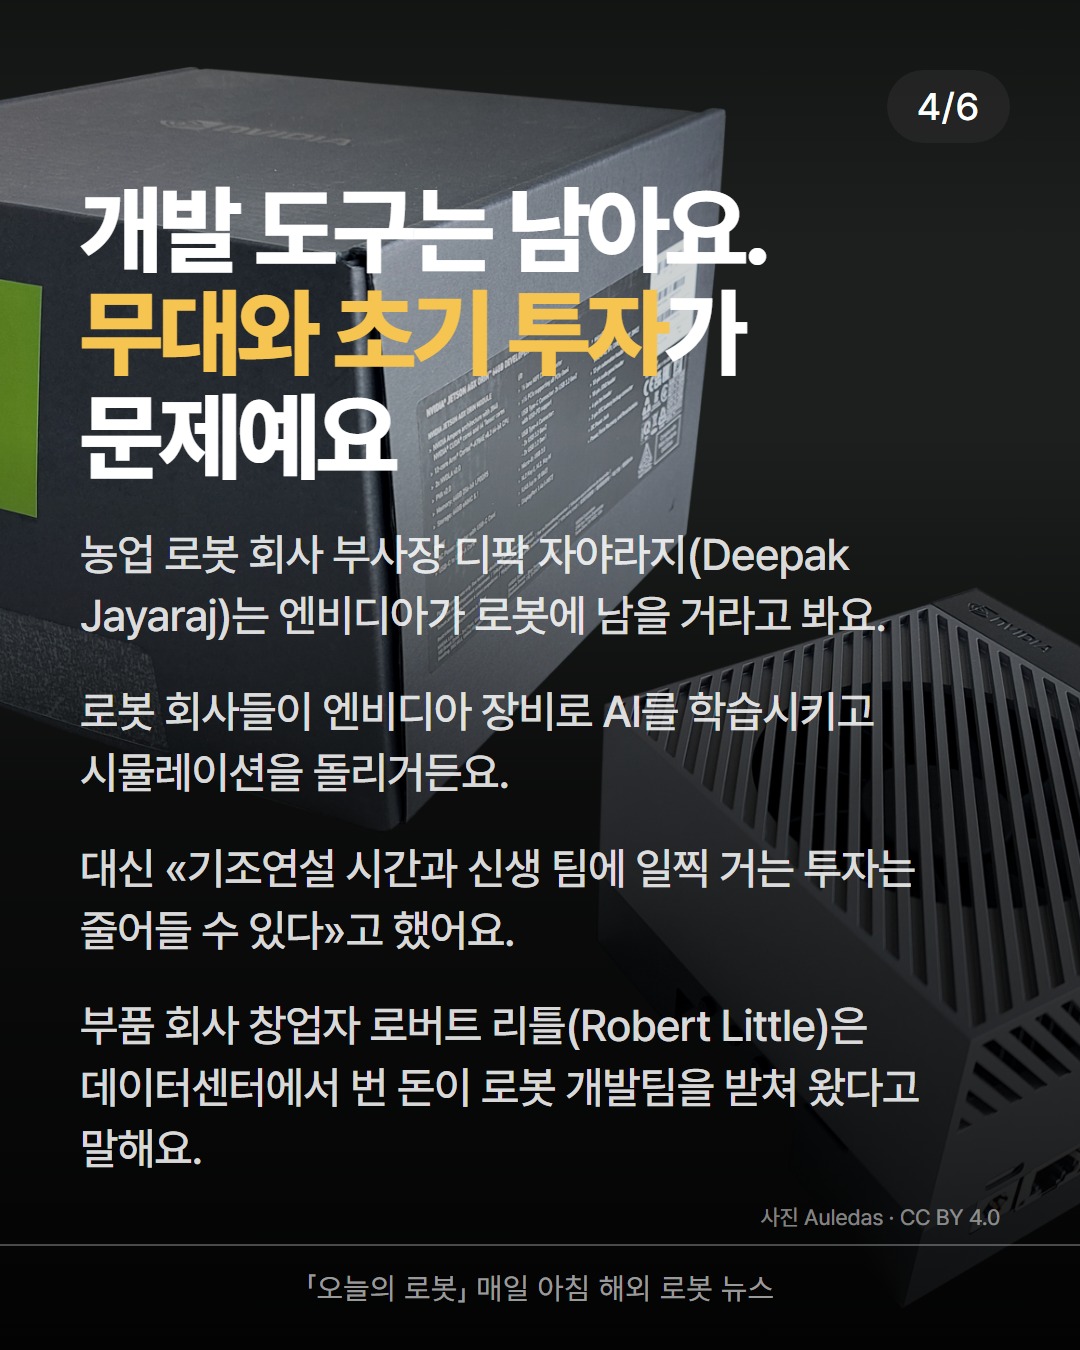 4/6
NVIDIA
개발 도구는 남아요.
무대와 초기 투자가
문제예요
농업 로봇 회사 부사장 디팍 자야라지(Deepak
Jayaraj)는 엔비디아가 로봇에 남을 거라고 봐요.
NVIDIA
로봇 회사들이 엔비디아 장비로 AI를 학습시키고
시뮬레이션을 돌리거든요.
대신 «기조연설 시간과 신생 팀에 일찍 거는 투자는
줄어들 수 있다»고 했어요.
부품 회사 창업자 로버트 리틀(Robert Little)은
데이터센터에서 번 돈이 로봇 개발팀을 받쳐 왔다고
말해요.
사진 Auledas · CC BY 4.0
「오늘의 로봇」 매일 아침 해외 로봇 뉴스